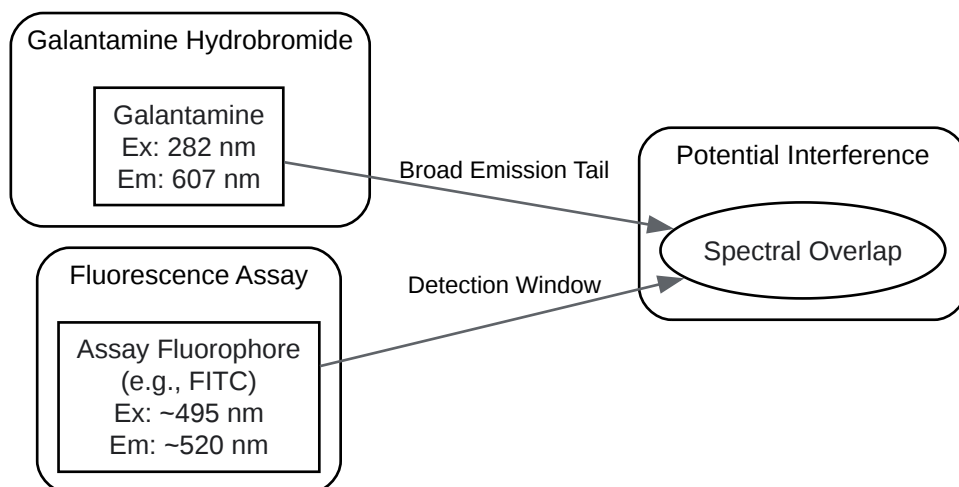 Galantamine Hydrobromide
Galantamine
Ex: 282 nm
Em: 607 nm
Broad Emission Tail
Potential Interference
Spectral Overlap
Fluorescence Assay
Detection Window
Assay Fluorophore
(e.g., FITC)
Ex: ~495 nm
Em: ~520 nm